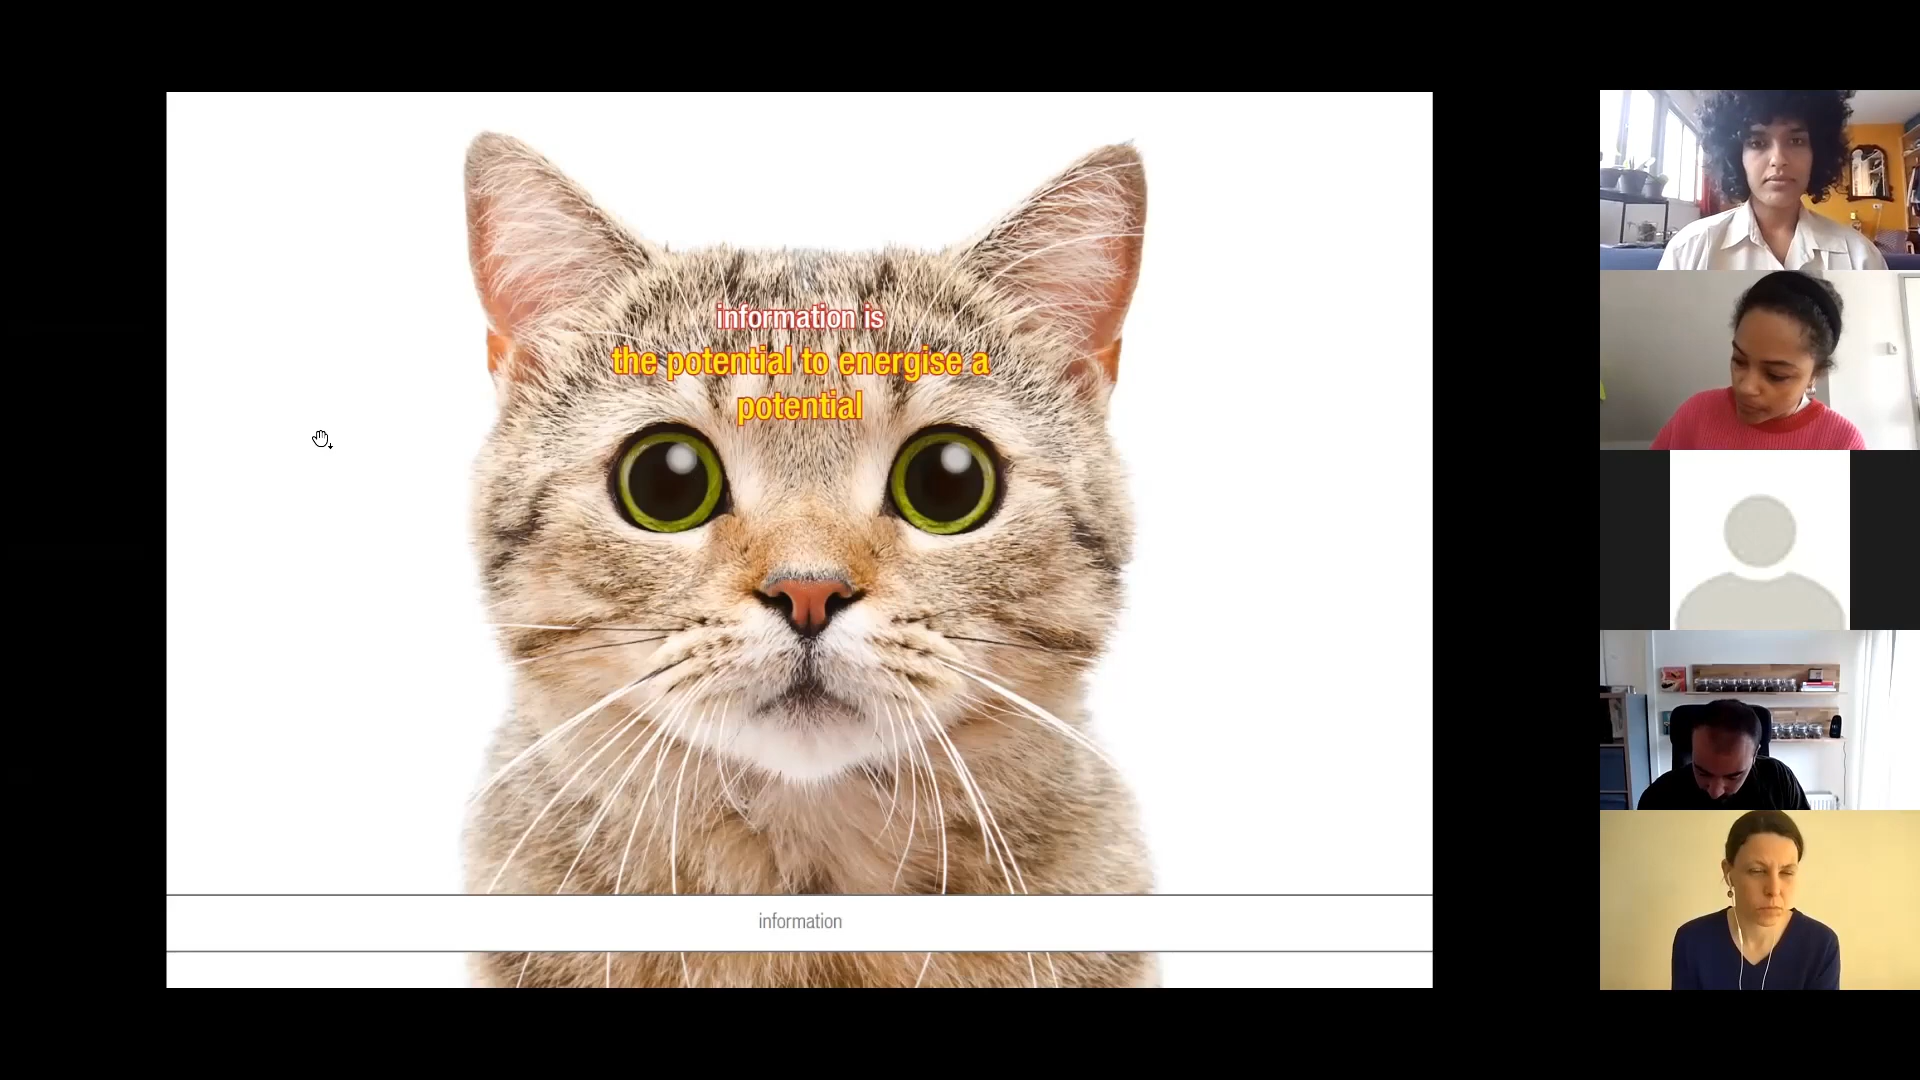 information is
the potential to energise a
potential
information